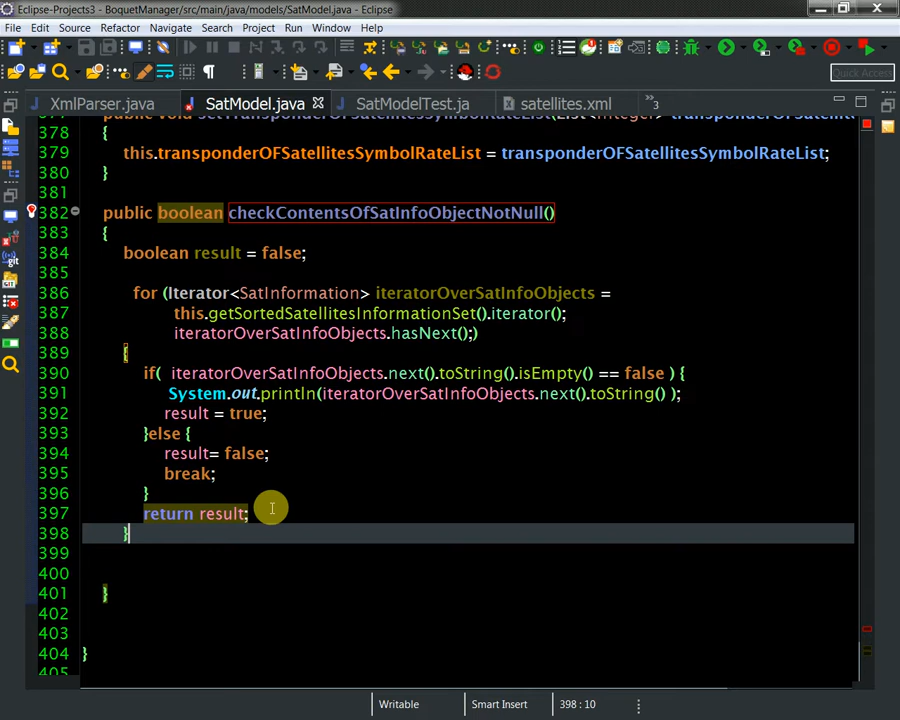 Eclipse-Projects3 - BoquetManager/src/main/java/models/SatModel.java - Eclipse
File Edit Source Refactor Navigate Search Project Run Window Help
Quick Access
XmlParser.java SatModel.java SatModelTest.java satellites.xml 3
378 {
379 this.transponderOFSatellitesSymbolRateList = transponderOFSatellitesSymbolRateList;
380 }
381
382 public boolean checkContentsOfSatInfoObjectNotNull()
383 {
384 boolean result = false;
385
386 for (Iterator<SatInformation> iteratorOverSatInfoObjects =
387 this.getSortedSatellitesInformationSet().iterator();
388 iteratorOverSatInfoObjects.hasNext();)
389 {
390 if( iteratorOverSatInfoObjects.next().toString().isEmpty() == false ) {
391 System.out.println(iteratorOverSatInfoObjects.next().toString() );
392 result = true;
393 }else {
394 result= false;
395 break;
396 }
397 return result;
398 }
399
400
401 }
402
403
404 }
405
Writable Smart Insert 398 : 10